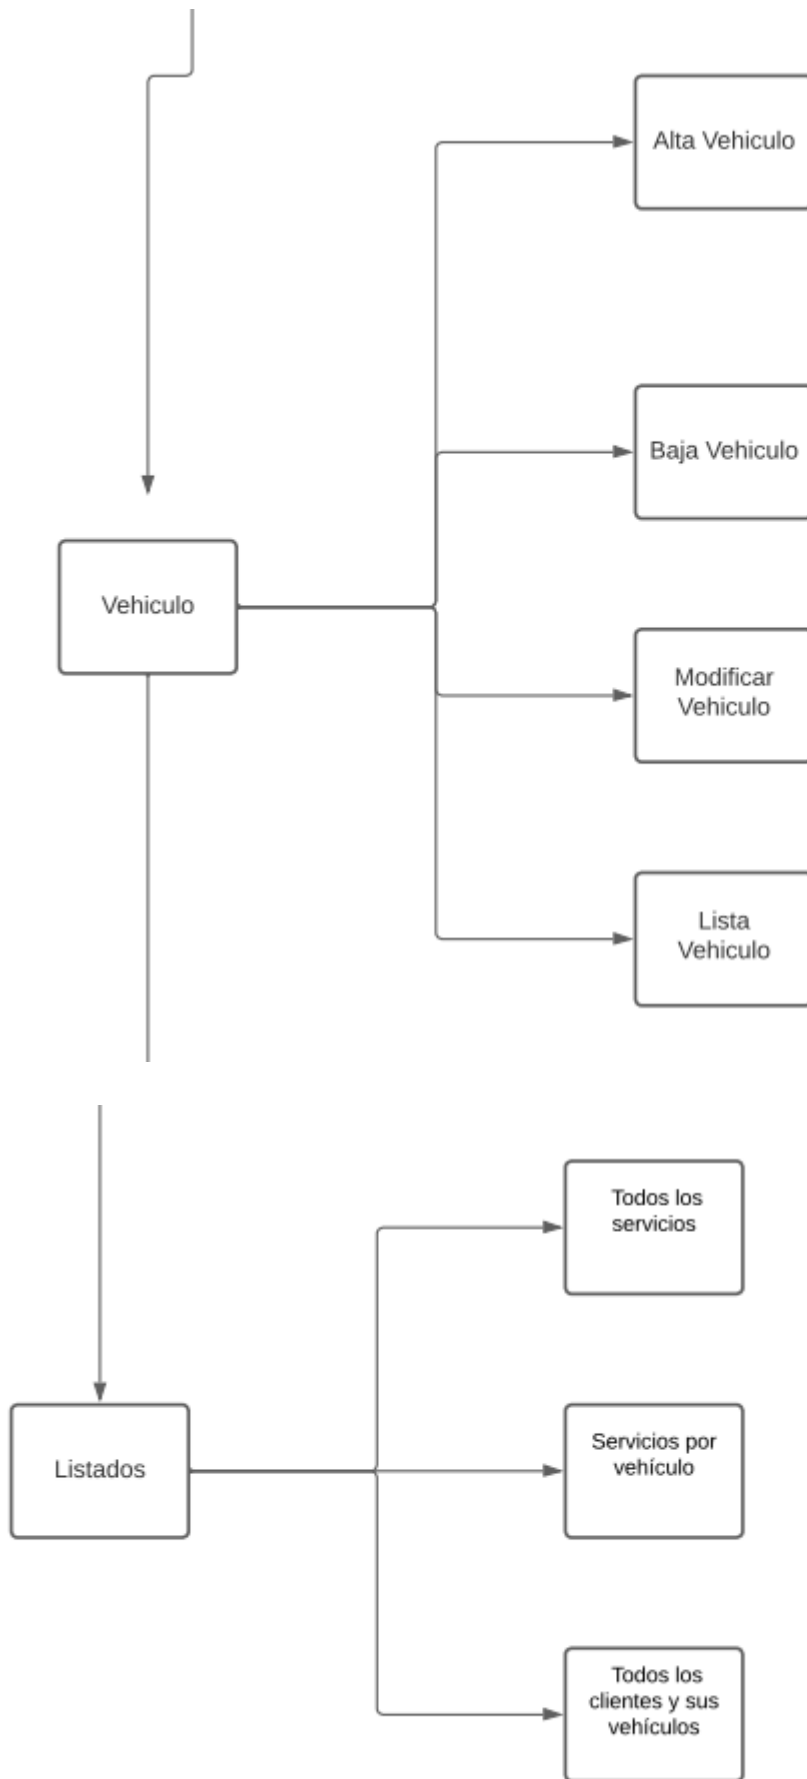 Alta Vehiculo
Baja Vehiculo
Vehiculo
Modificar
Vehiculo
Lista
Vehiculo
Todos los
servicios
Listados
Servicios por
vehículo
Todos los
clientes y sus
vehículos